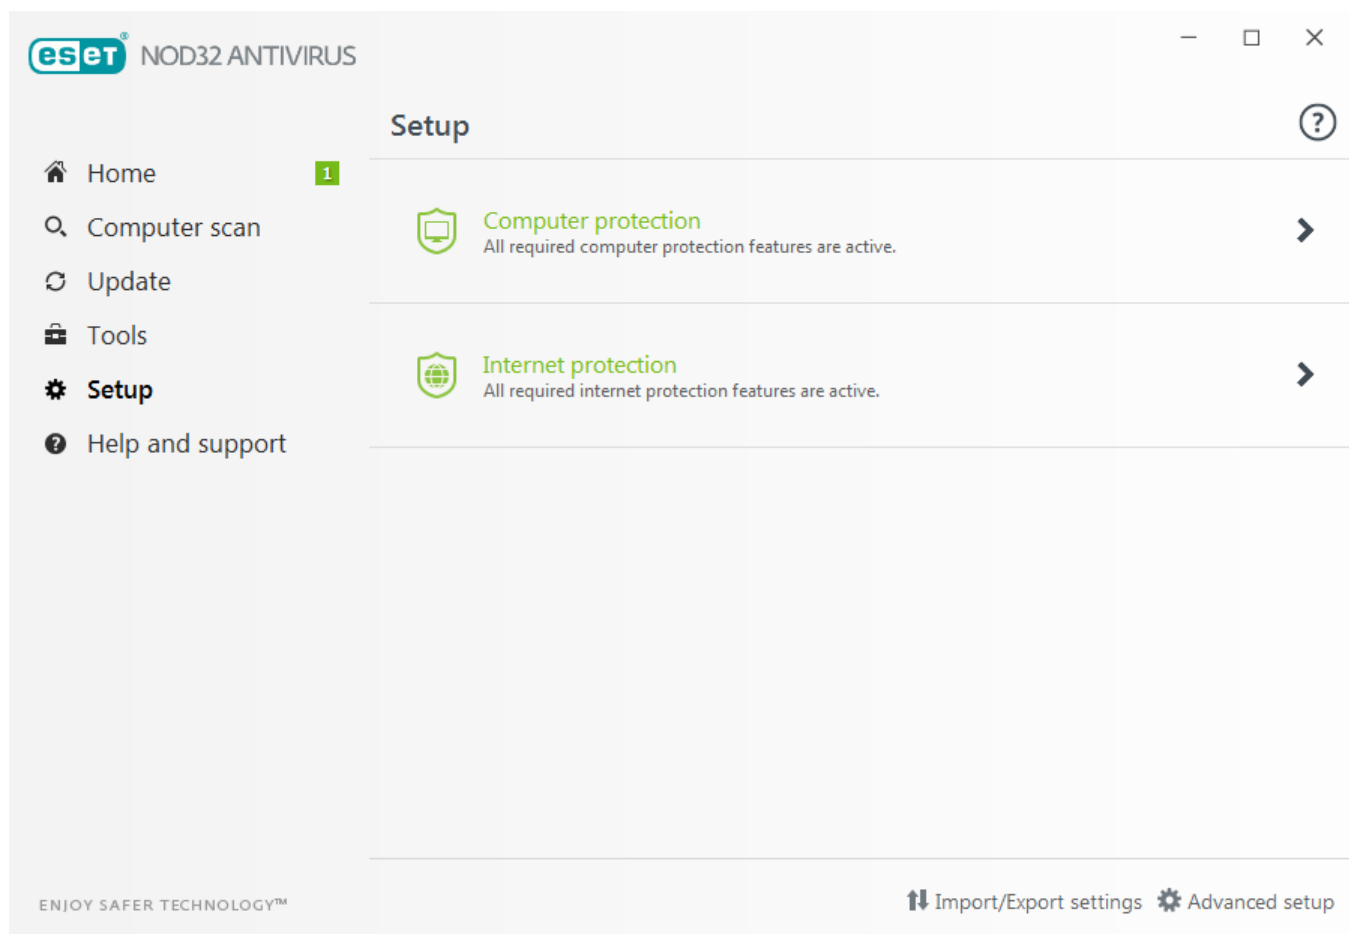 eset® NOD32 ANTIVIRUS
Setup
?
Home 1
Computer scan
Update
Tools
Setup
Help and support
Computer protection
All required computer protection features are active.
Internet protection
All required internet protection features are active.
ENJOY SAFER TECHNOLOGY™
Import/Export settings Advanced setup